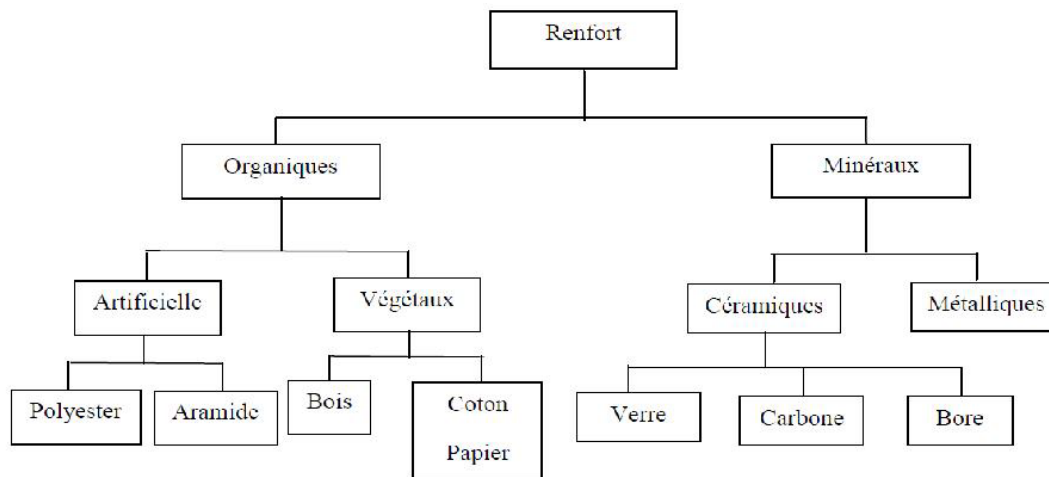 Renfort
Organiques
Minéraux
Artificielle
Végétaux
Céramiques
Métalliques
Polyester
Aramide
Bois
Coton
Papier
Verre
Carbone
Bore